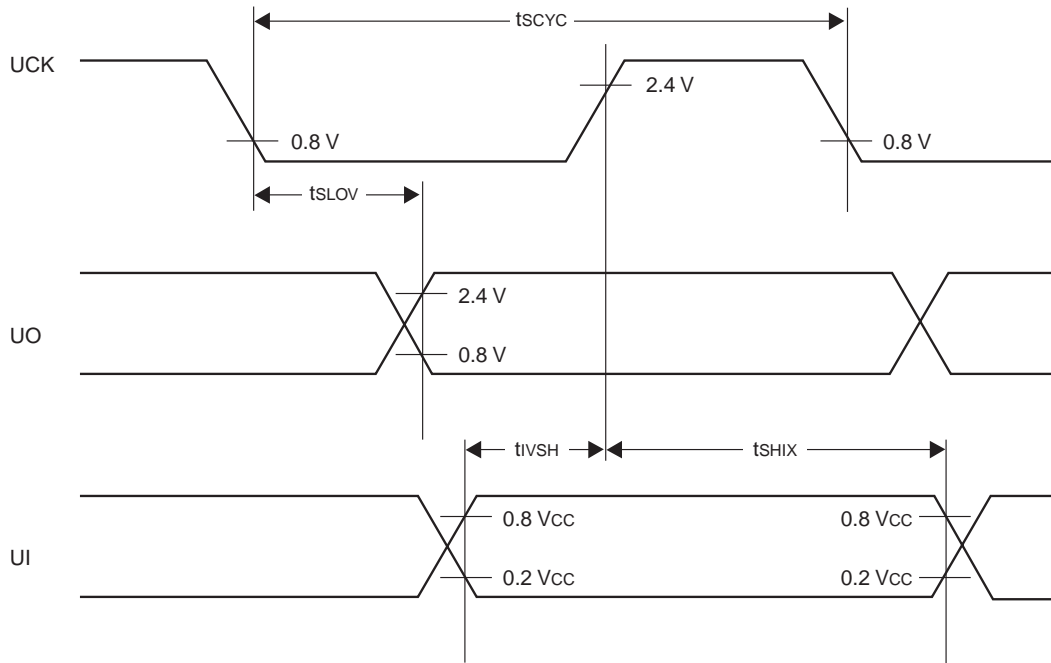 tSCYC
UCK
2.4 V
0.8 V
0.8 V
tSLOV
2.4 V
UO
0.8 V
tIVSH
tSHIX
0.8 VCC
0.8 VCC
UI
0.2 VCC
0.2 VCC